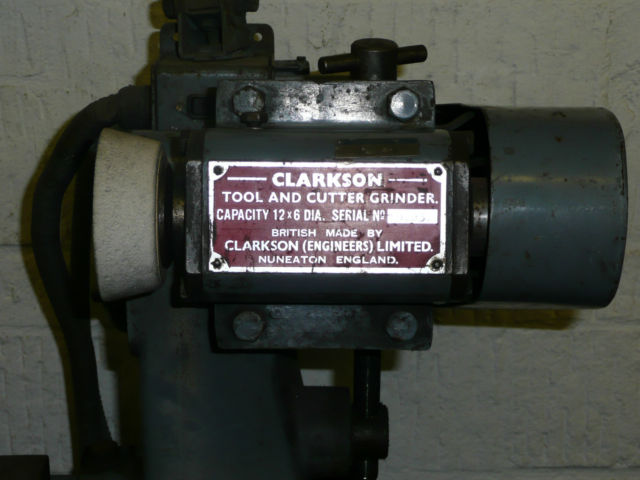 CLARKSON
TOOL AND CUTTER GRINDER.
CAPACITY 12×6 DIA. SERIAL Nº
BRITISH MADE BY
CLARKSON (ENGINEERS) LIMITED.
NUNEATON ENGLAND.